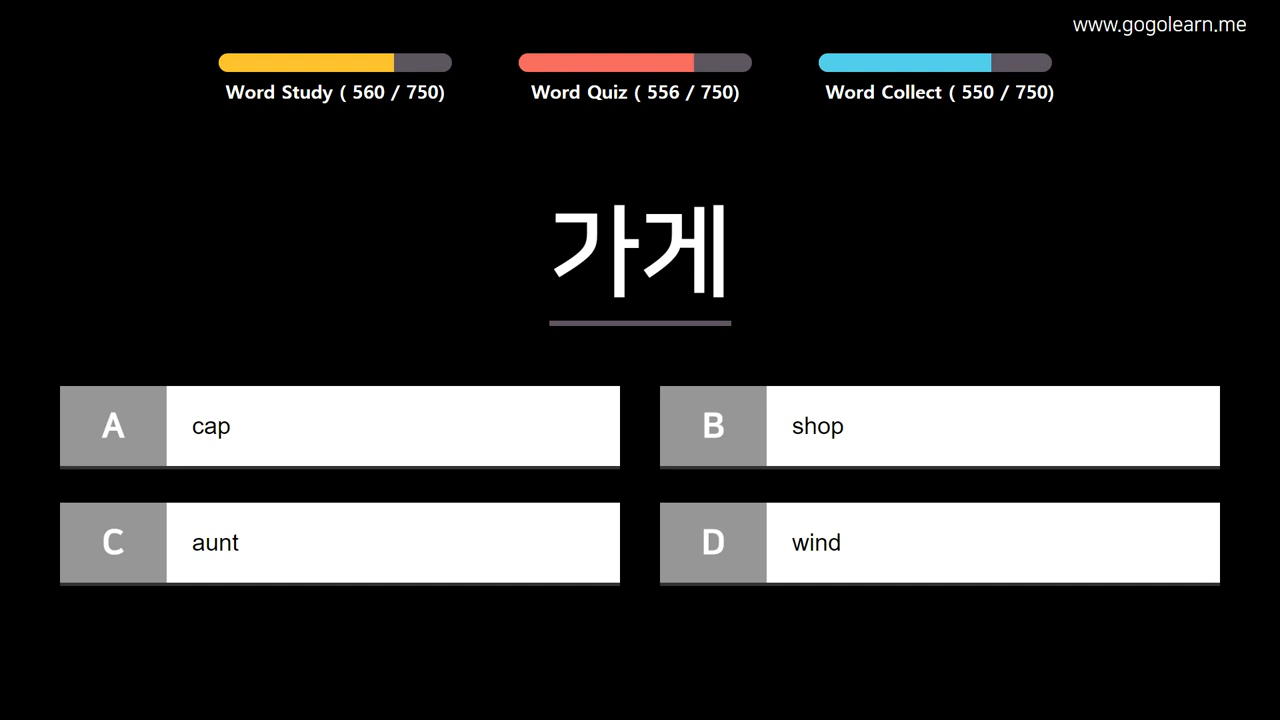 www.gogolearn.me
Word Study ( 560 / 750)
Word Quiz ( 556 / 750)
Word Collect ( 550 / 750)
가게
A cap
B shop
C aunt
D wind